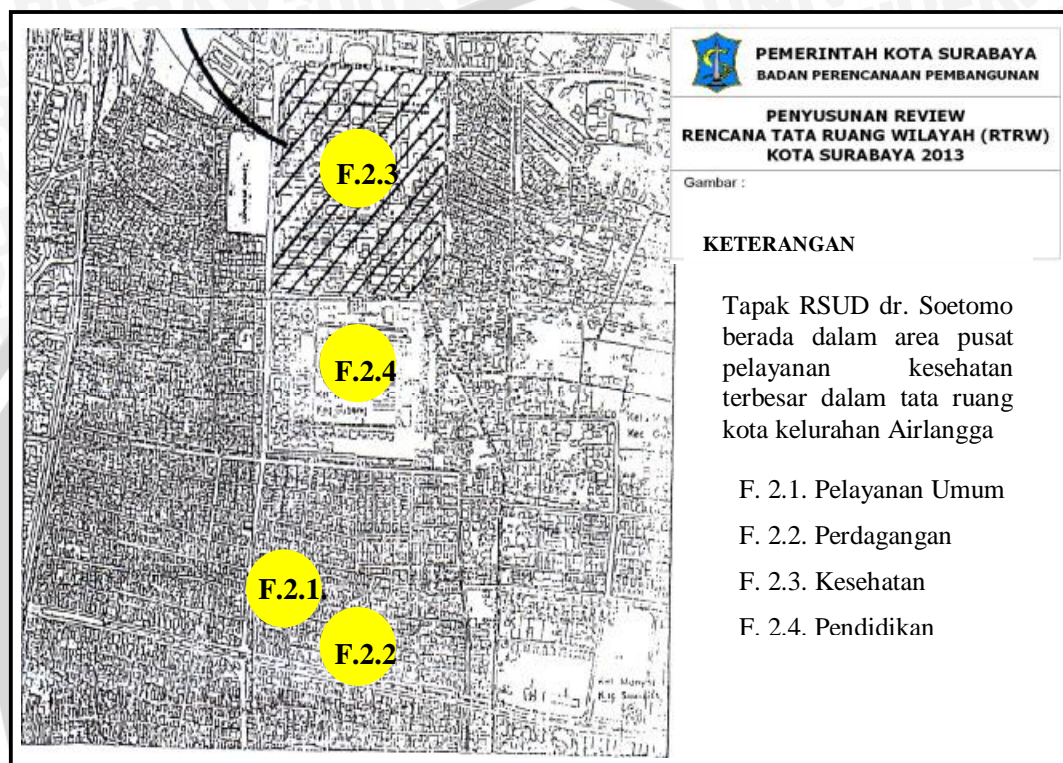 PEMERINTAH KOTA SURABAYA
BADAN PERENCANAAN PEMBANGUNAN
PENYUSUNAN REVIEW
RENCANA TATA RUANG WILAYAH (RTRW)
KOTA SURABAYA 2013
Gambar :
KETERANGAN
Tapak RSUD dr. Soetomo
berada dalam area pusat
pelayanan kesehatan
terbesar dalam tata ruang
kota kelurahan Airlangga
F. 2.1. Pelayanan Umum
F. 2.2. Perdagangan
F. 2.3. Kesehatan
F. 2.4. Pendidikan
F.2.3
F.2.4
F.2.1.
F.2.2